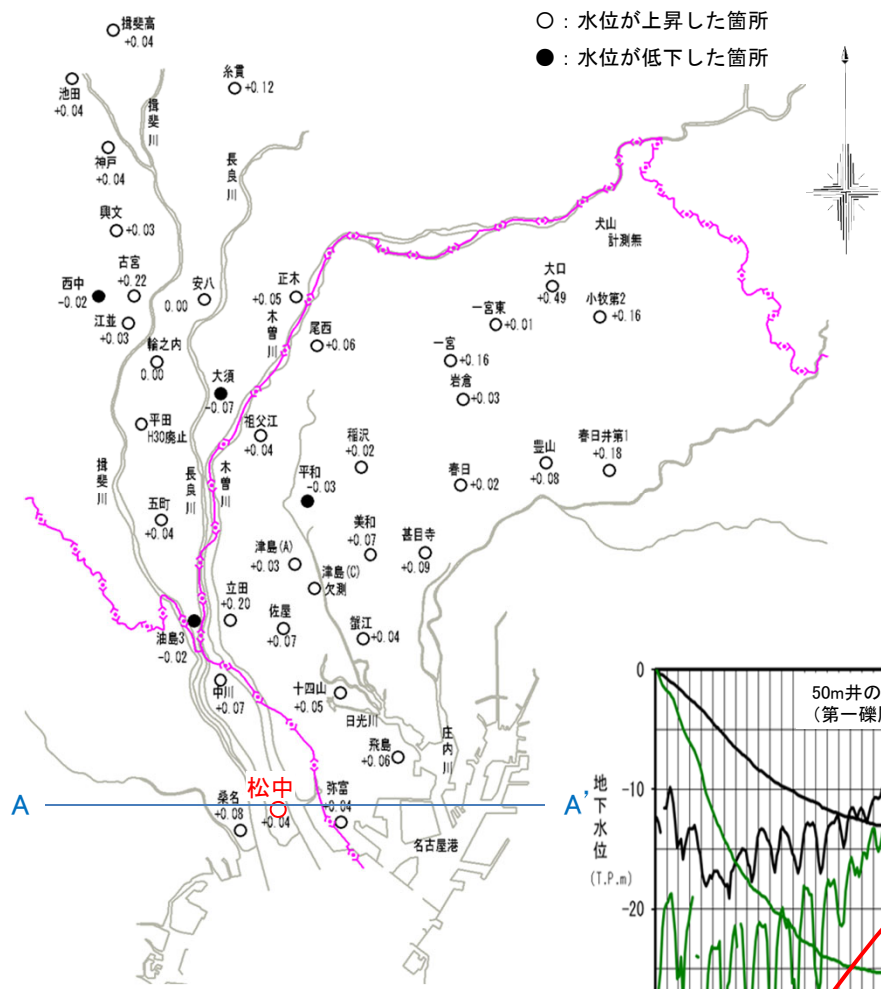 ○：水位が上昇した箇所
●：水位が低下した箇所
揖斐高
+0.04
糸貫
+0.12
池田
+0.04
揖斐川
神戸
+0.04
長良川
興文
+0.03
犬山
計測無
古宮
+0.22
西中
-0.02
安八
0.00
正木
+0.05
大口
+0.49
小牧第2
+0.16
江並
+0.03
木曽川
一宮東
+0.01
尾西
+0.06
輪之内
0.00
一宮
+0.16
大須
-0.07
岩倉
+0.03
平田
H30廃止
祖父江
+0.04
稲沢
+0.02
春日井第1
+0.18
豊山
+0.08
揖斐川
長良川
木曽川
平和
-0.03
春日
+0.02
五町
+0.04
美和
+0.07
甚目寺
+0.09
津島(A)
+0.03
津島(C)
欠測
立田
+0.20
佐屋
+0.07
油島3
-0.02
蟹江
+0.04
中川
+0.07
十四山
+0.05
日光川
庄内川
飛島
+0.06
松中
+0.04
弥富
+0.04
A
A'
桑名
+0.08
名古屋港
0
50m井の
地下水位
(T.P.m)
-10
-20